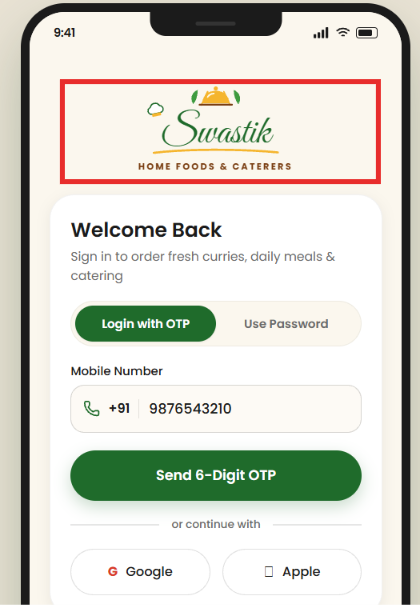 9:41
Swastik
HOME FOODS & CATERERS
Welcome Back
Sign in to order fresh curries, daily meals &
catering
Login with OTP Use Password
Mobile Number
+91 9876543210
Send 6-Digit OTP
or continue with
G Google Apple